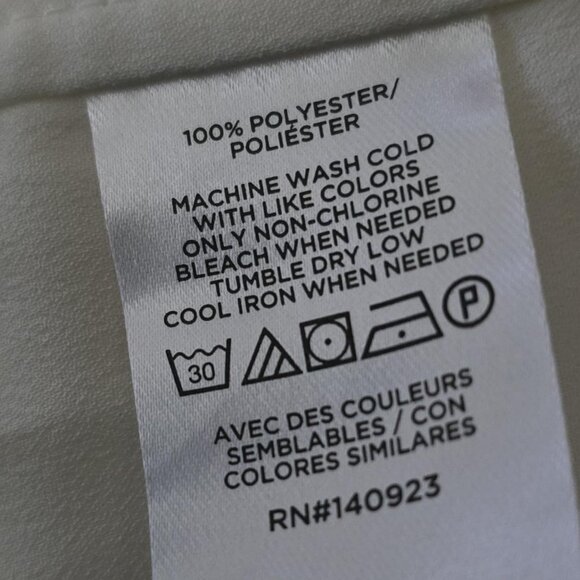 100% POLYESTER/
POLIÉSTER
MACHINE WASH COLD
WITH LIKE COLORS
ONLY NON-CHLORINE
BLEACH WHEN NEEDED
TUMBLE DRY LOW
COOL IRON WHEN NEEDED
30 P
AVEC DES COULEURS
SEMBLABLES / CON
COLORES SIMILARES
RN#140923